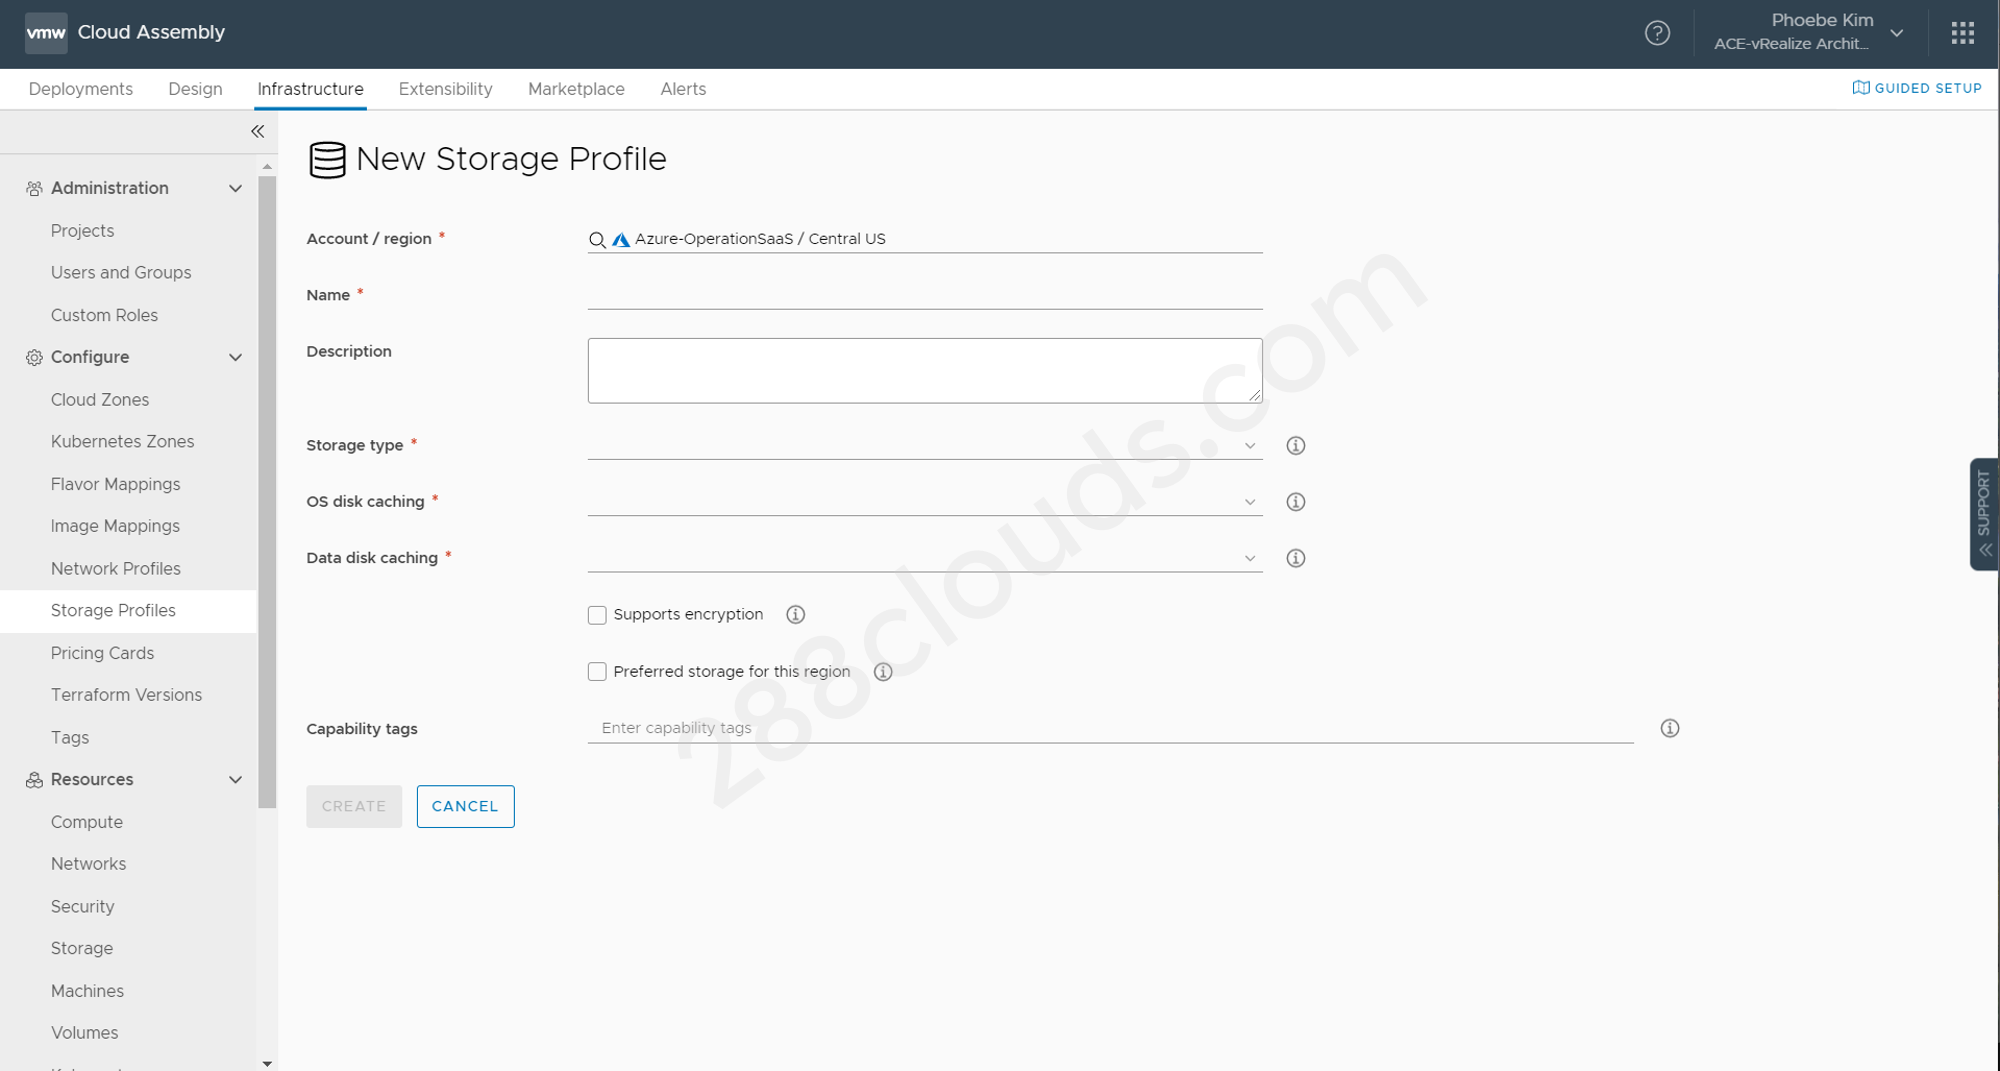 vmw Cloud Assembly
Phoebe Kim
ACE-vRealize Archit...
Deployments Design Infrastructure Extensibility Marketplace Alerts
GUIDED SETUP
Administration
Projects
Users and Groups
Custom Roles
Configure
Cloud Zones
Kubernetes Zones
Flavor Mappings
Image Mappings
Network Profiles
Storage Profiles
Pricing Cards
Terraform Versions
Tags
Resources
Compute
Networks
Security
Storage
Machines
Volumes
New Storage Profile
Account / region * Azure-OperationSaaS / Central US
Name *
Description
Storage type *
OS disk caching *
Data disk caching *
Supports encryption
Preferred storage for this region
Capability tags Enter capability tags
CREATE CANCEL
SUPPORT
288clouds.com